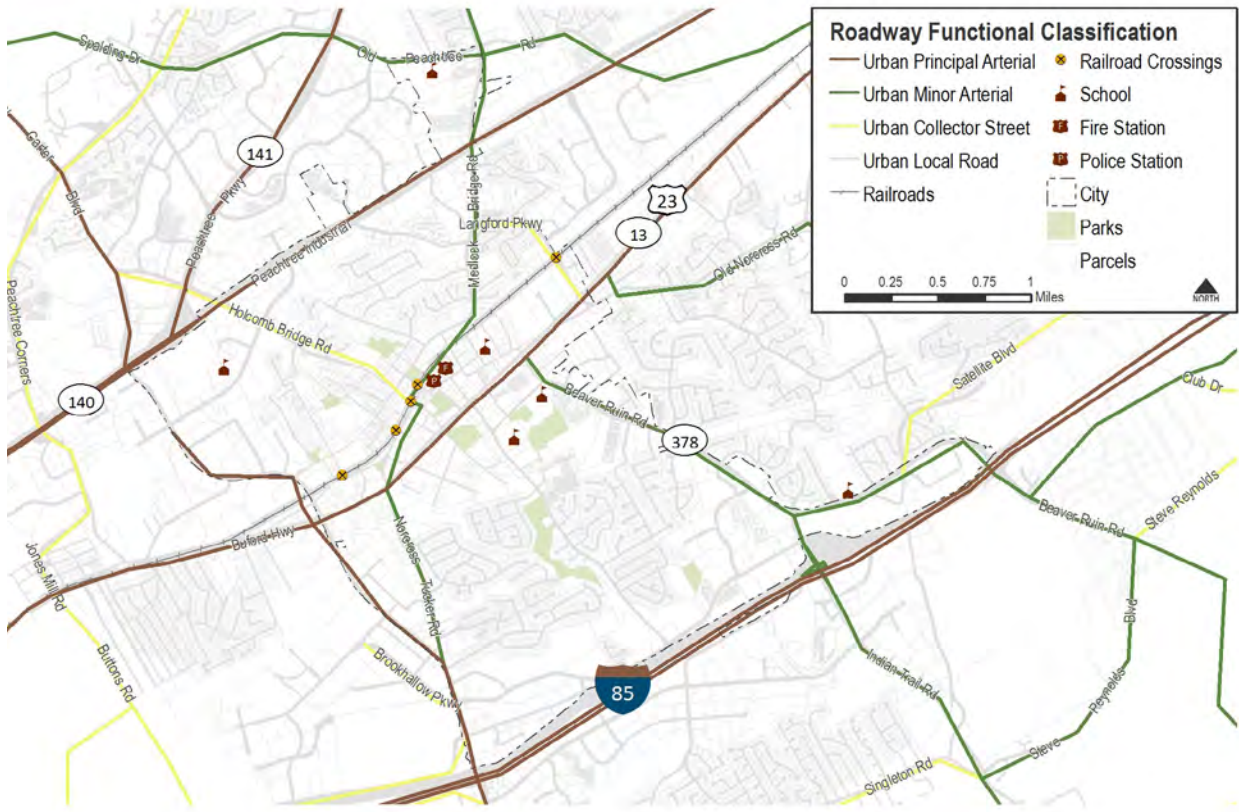 Roadway Functional Classification
Urban Principal Arterial
Urban Minor Arterial
Urban Collector Street
Urban Local Road
Railroads
Railroad Crossings
School
F Fire Station
P Police Station
City
Parks
Parcels
0 0.25 0.5 0.75 1
Miles
NORTH
Spalding Dr
Old Peachtree Rd
Carter Blvd
141
Peachtree Pkwy
Peachtree Industrial
Medlock Bridge Rd
Langford Pkwy
23
13
Old Norcross Rd
Peachtree Corners
Holcomb Bridge Rd
F
P
140
Beaver Ruin Rd
378
Satellite Blvd
Club Dr
Steve Reynolds
Beaver Ruin Rd
Buford Hwy
Jones Mill Rd
Buttons Rd
Norcross Tucker Rd
Brookhallow Pkwy
85
Indian Trail Rd
Steve Reynolds Blvd
Singleton Rd